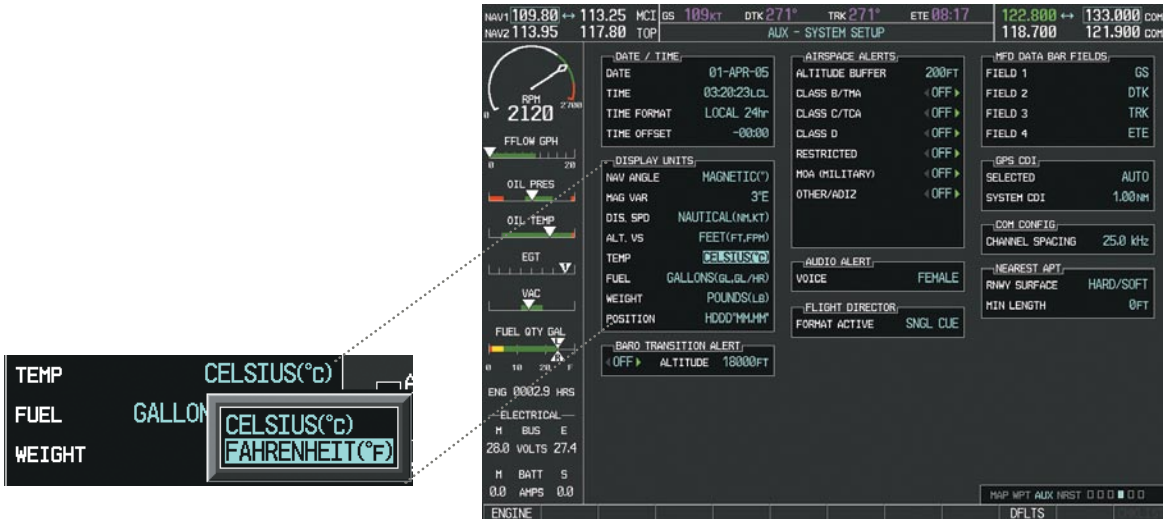 NAV1 109.80 ↔ 113.25 MCI GS 109KT DTK 271° TRK 271° ETE 08:17 122.800 ↔ 133.000 COM
NAV2 113.95 117.80 TOP AUX - SYSTEM SETUP 118.700 121.900 COM
RPM
2120
0 2700
FFLOW GPH
0 20
OIL PRES
OIL TEMP
EGT
VAC
FUEL QTY GAL
L
R
0 10 20 F
ENG 0002.9 HRS
ELECTRICAL
M BUS E
28.0 VOLTS 27.4
M BATT S
0.0 AMPS 0.0
ENGINE
DATE / TIME
DATE 01-APR-05
TIME 03:20:23LCL
TIME FORMAT LOCAL 24hr
TIME OFFSET -00:00
DISPLAY UNITS
NAV ANGLE MAGNETIC(°)
MAG VAR 3°E
DIS, SPD NAUTICAL(NM,KT)
ALT, VS FEET(FT,FPM)
TEMP CELSIUS(°C)
FUEL GALLONS(GL,GL/HR)
WEIGHT POUNDS(LB)
POSITION HDDD°MM.MM'
BARO TRANSITION ALERT
OFF ALTITUDE 18000FT
AIRSPACE ALERTS
ALTITUDE BUFFER 200FT
CLASS B/TMA OFF
CLASS C/TCA OFF
CLASS D OFF
RESTRICTED OFF
MOA (MILITARY) OFF
OTHER/ADIZ OFF
AUDIO ALERT
VOICE FEMALE
FLIGHT DIRECTOR
FORMAT ACTIVE SNGL CUE
MFD DATA BAR FIELDS
FIELD 1 GS
FIELD 2 DTK
FIELD 3 TRK
FIELD 4 ETE
GPS CDI
SELECTED AUTO
SYSTEM CDI 1.00NM
COM CONFIG
CHANNEL SPACING 25.0 kHz
NEAREST APT
RNWY SURFACE HARD/SOFT
MIN LENGTH 0FT
MAP WPT AUX NRST
DFLTS
TEMP CELSIUS(°C)
FUEL GALLON
WEIGHT
CELSIUS(°C)
FAHRENHEIT(°F)